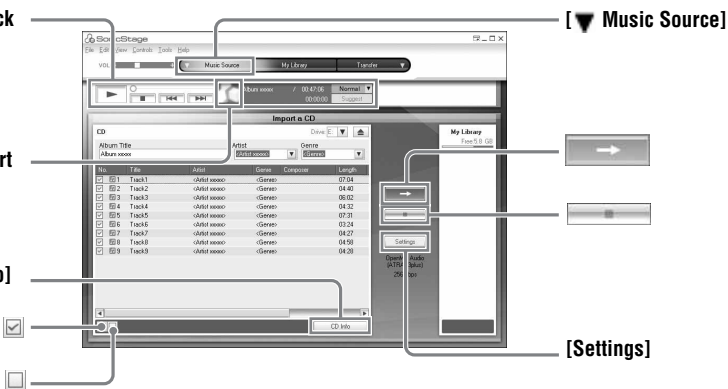 ck
[▼ Music Source]
SonicStage
File Edit View Controls Tools Help
VOL
Music Source
My Library
Transfer
Album xxxxx / 00:47:06 Normal
00:00:00 Suggest
Import a CD
CD
Drive E:
My Library
Free:5.8 GB
Album Title Artist Genre
Album xxxxx <Artist xxxxx> <Genre>
rt
No. Title Artist Genre Composer Length
1 Track1 <Artist xxxxx> <Genre> 07:04
2 Track2 <Artist xxxxx> <Genre> 04:40
3 Track3 <Artist xxxxx> <Genre> 06:02
4 Track4 <Artist xxxxx> <Genre> 04:32
5 Track5 <Artist xxxxx> <Genre> 07:31
6 Track6 <Artist xxxxx> <Genre> 03:24
7 Track7 <Artist xxxxx> <Genre> 04:27
8 Track8 <Artist xxxxx> <Genre> 04:58
9 Track9 <Artist xxxxx> <Genre> 04:28
Settings
OpenMG Audio
(ATRAC3plus)
o]
CD Info
[Settings]